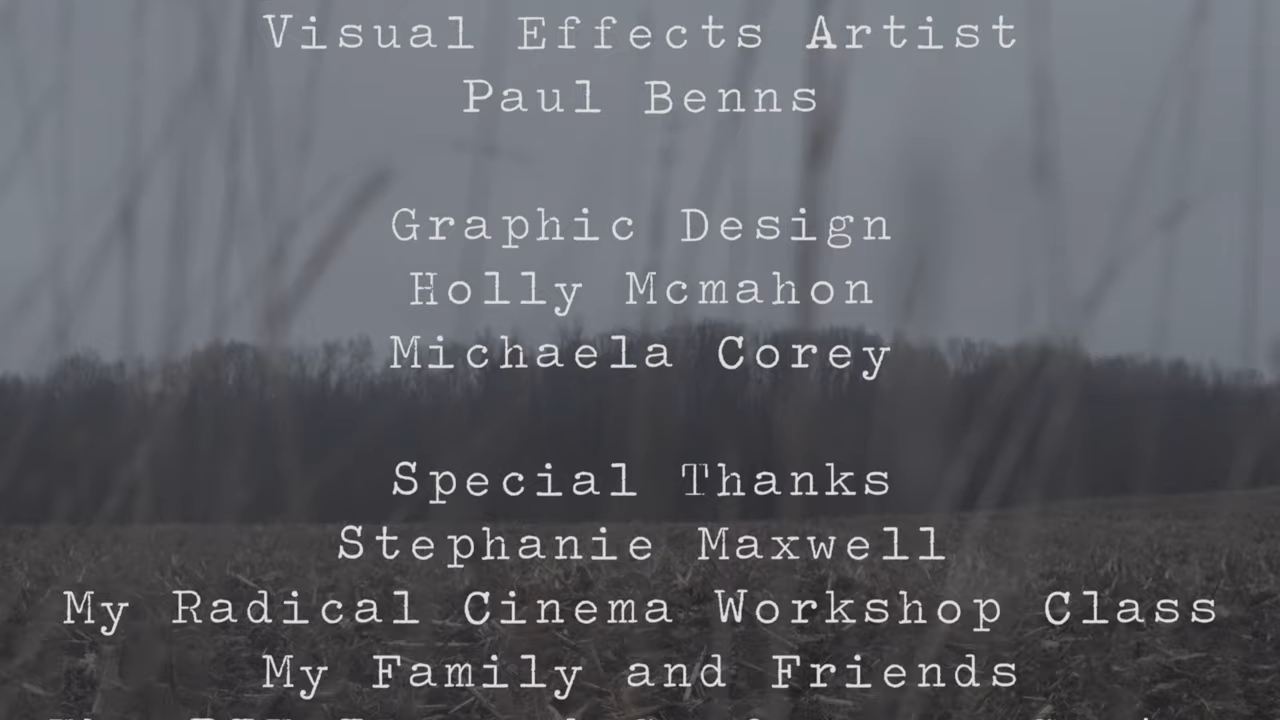 Visual Effects Artist
Paul Benns
Graphic Design
Holly Mcmahon
Michaela Corey
Special Thanks
Stephanie Maxwell
My Radical Cinema Workshop Class
My Family and Friends